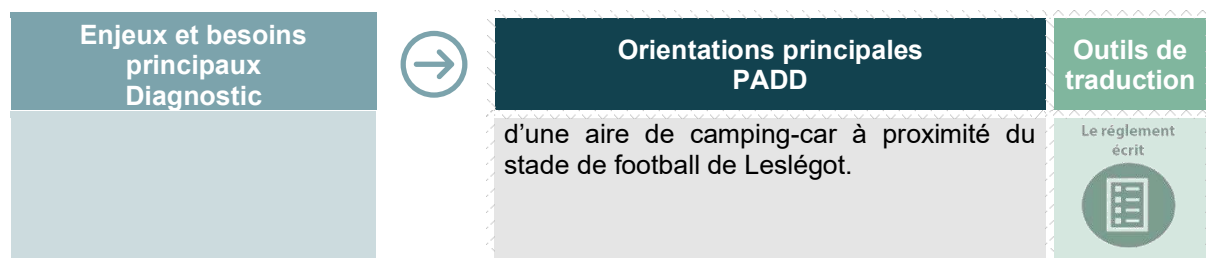 Enjeux et besoins
principaux
Diagnostic
Orientations principales
PADD
Outils de
traduction
d’une aire de camping-car à proximité du
stade de football de Leslégot.
Le réglement
écrit